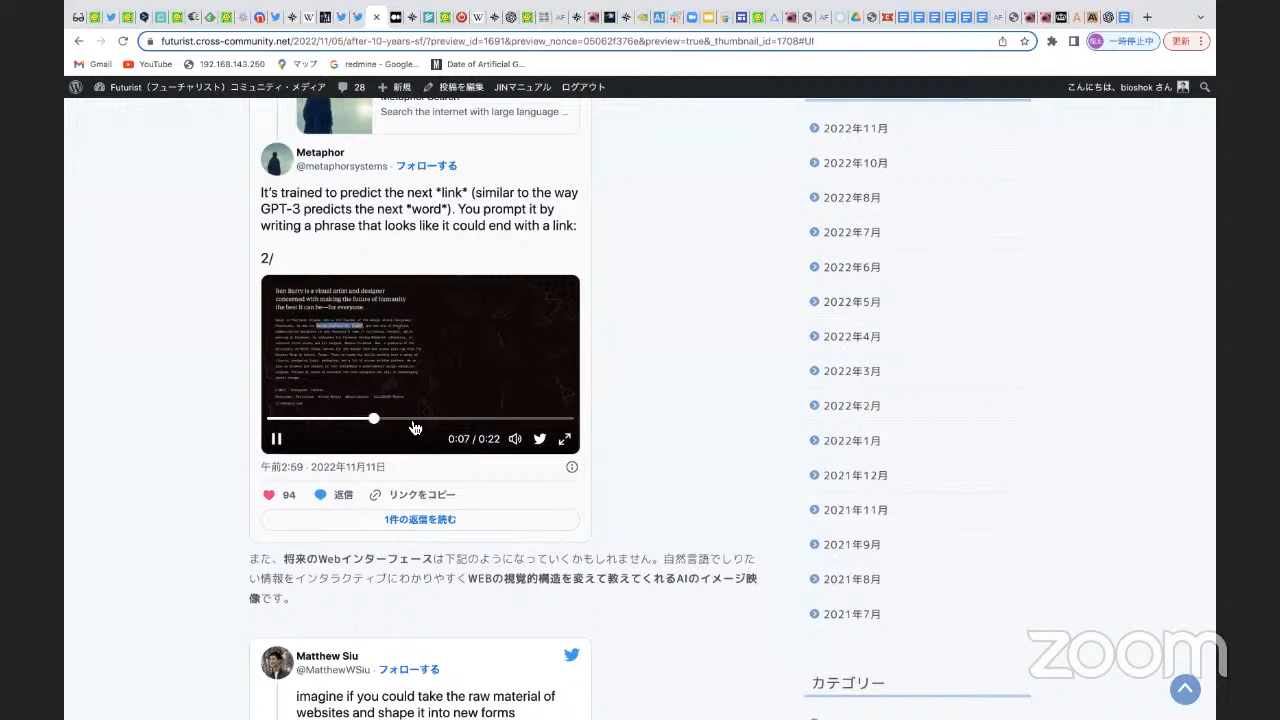 futurist.cross-community.net/2022/11/05/after-10-years-sf/?preview_id=1691&preview_nonce=05062f376e&preview=true&_thumbnail_id=1708#UI
一時停止中
更新
Gmail
YouTube
192.168.143.250
マップ
redmine - Google...
Date of Artificial G...
Futurist（フューチャリスト）コミュニティ・メディア
28
新規
投稿を編集
JINマニュアル
ログアウト
こんにちは、bioshok さん
Search the internet with large language ...
Metaphor
@metaphorsystems · フォローする
It's trained to predict the next *link* (similar to the way
GPT-3 predicts the next *word*). You prompt it by
writing a phrase that looks like it could end with a link:
2/
Ben Barry is a visual artist and designer
concerned with making the future of humanity
the best it can be—for everyone.
0:07 / 0:22
午前2:59 · 2022年11月11日
94
返信
リンクをコピー
1件の返信を読む
また、将来のWebインターフェースは下記のようになっていくかもしれません。自然言語でしりた
い情報をインタラクティブにわかりやすくWEBの視覚的構造を変えて教えてくれるAIのイメージ映
像です。
Matthew Siu
@MatthewWSiu · フォローする
imagine if you could take the raw material of
websites and shape it into new forms
2022年11月
2022年10月
2022年8月
2022年7月
2022年6月
2022年5月
2022年4月
2022年3月
2022年2月
2022年1月
2021年12月
2021年11月
2021年9月
2021年8月
2021年7月
カテゴリー
zoom